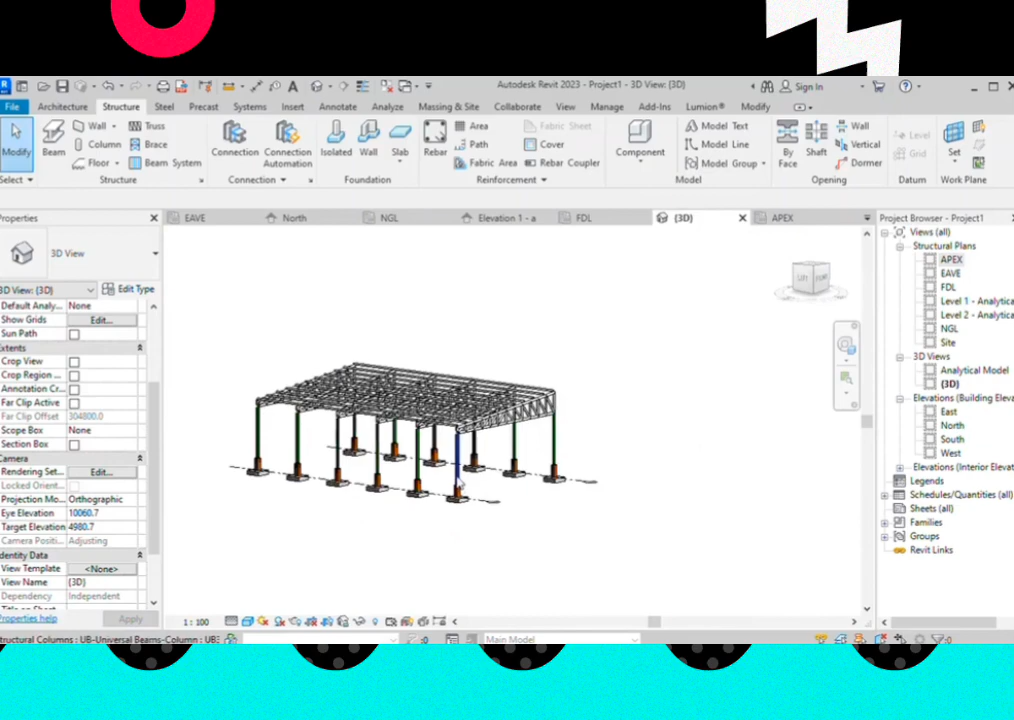 Autodesk Revit 2023 - Project1 - 3D View: {3D}
Sign In
File Architecture Structure Steel Precast Systems Insert Annotate Analyze Massing & Site Collaborate View Manage Add-Ins Lumion® Modify
Modify
Beam
Wall
Column
Floor
Truss
Brace
Beam System
Connection
Connection Automation
Isolated
Wall
Slab
Rebar
Area
Path
Fabric Area
Fabric Sheet
Cover
Rebar Coupler
Component
Model Text
Model Line
Model Group
By Face
Shaft
Wall
Vertical
Dormer
Level
Grid
Set
Select Structure Connection Foundation Reinforcement Model Opening Datum Work Plane
Properties
EAVE North NGL Elevation 1 - a FDL {3D} APEX
3D View
3D View: {3D} Edit Type
Default Analy... None
Show Grids Edit...
Sun Path
Extents
Crop View
Crop Region ...
Annotation Cr...
Far Clip Active
Far Clip Offset 304800.0
Scope Box None
Section Box
Camera
Rendering Set... Edit...
Locked Orient...
Projection Mo... Orthographic
Eye Elevation 10060.7
Target Elevation 4980.7
Camera Positi... Adjusting
Identity Data
View Template <None>
View Name {3D}
Dependency Independent
Properties help Apply
Project Browser - Project1
Views (all)
Structural Plans
APEX
EAVE
FDL
Level 1 - Analytica
Level 2 - Analytica
NGL
Site
3D Views
Analytical Model
{3D}
Elevations (Building Eleva
East
North
South
West
Elevations (Interior Elevat
Legends
Schedules/Quantities (all)
Sheets (all)
Families
Groups
Revit Links
1 : 100
tructural Columns : UB-Universal Beams-Column : UB:
:0
Main Model
:0